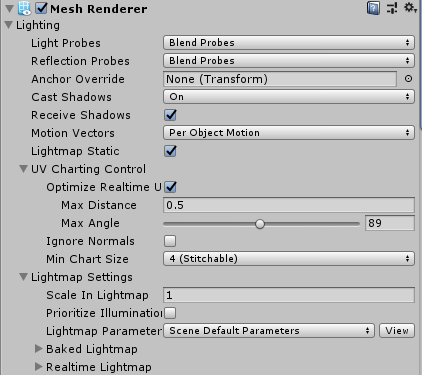 Mesh Renderer
Lighting
Light Probes Blend Probes
Reflection Probes Blend Probes
Anchor Override None (Transform)
Cast Shadows On
Receive Shadows
Motion Vectors Per Object Motion
Lightmap Static
UV Charting Control
Optimize Realtime U
Max Distance 0.5
Max Angle 89
Ignore Normals
Min Chart Size 4 (Stitchable)
Lightmap Settings
Scale In Lightmap 1
Prioritize Illumination
Lightmap Parameter Scene Default Parameters View
Baked Lightmap
Realtime Lightmap